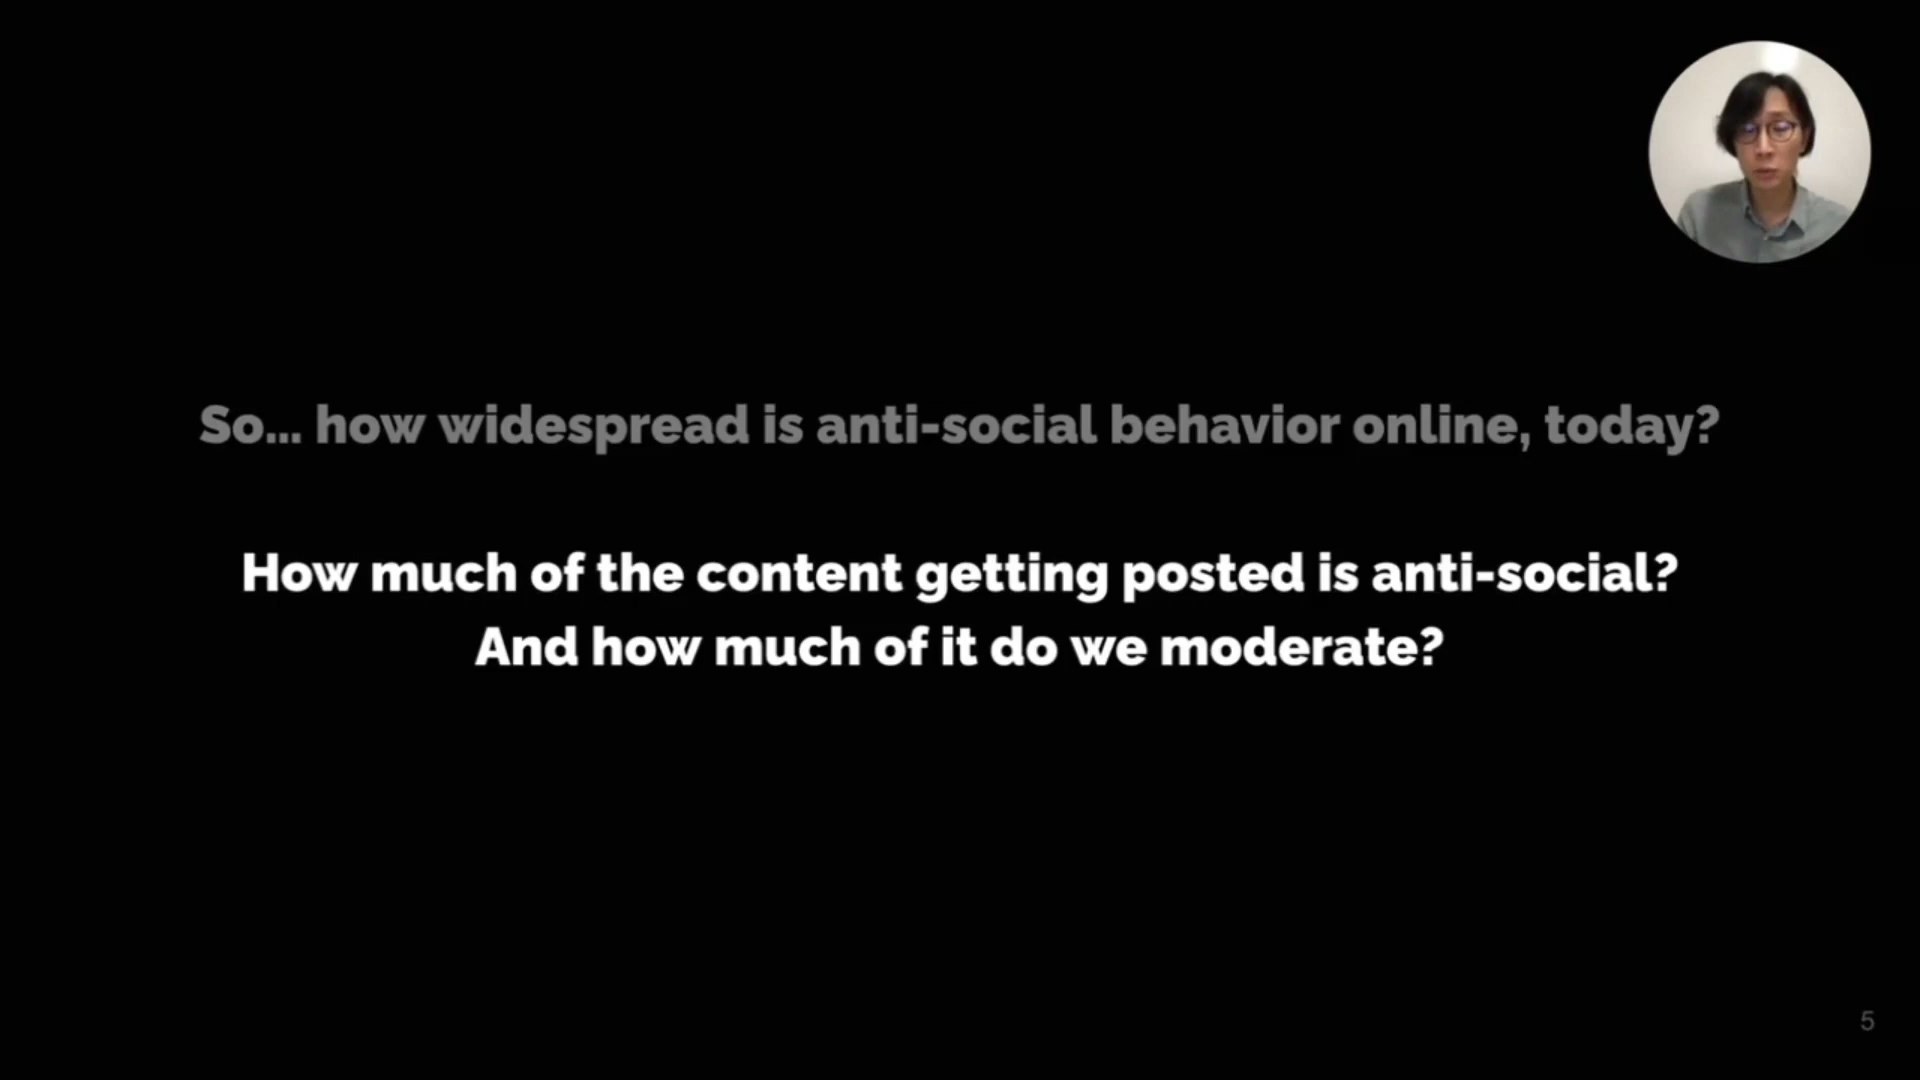 So... how widespread is anti-social behavior online, today?
How much of the content getting posted is anti-social?
And how much of it do we moderate?
5